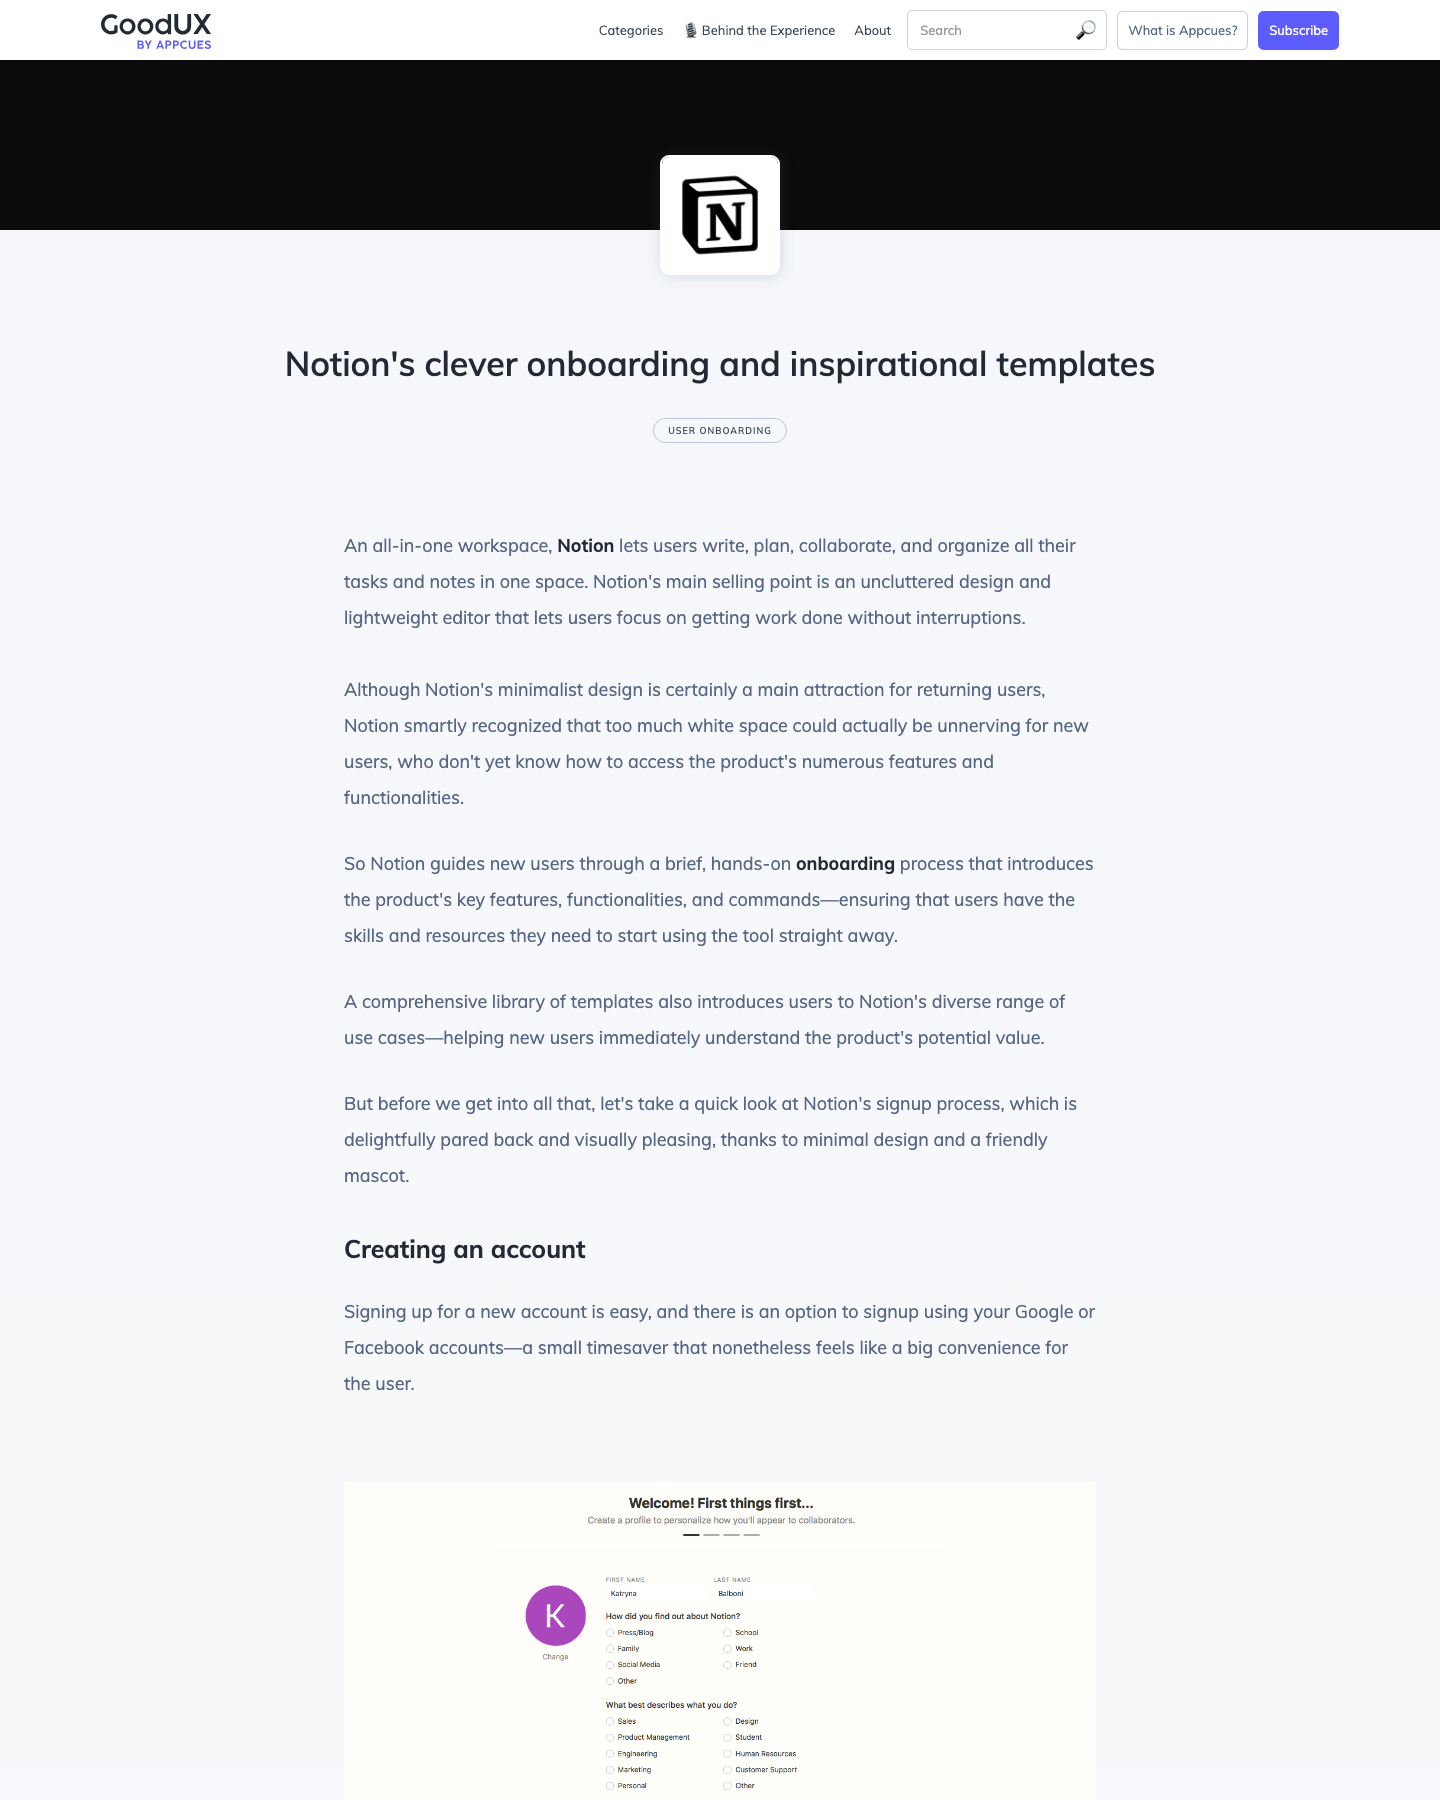 GoodUX
BY APPCUES
Categories
Behind the Experience
About
Search
What is Appcues?
Subscribe
N
Notion's clever onboarding and inspirational templates
USER ONBOARDING
An all-in-one workspace, Notion lets users write, plan, collaborate, and organize all their
tasks and notes in one space. Notion's main selling point is an uncluttered design and
lightweight editor that lets users focus on getting work done without interruptions.
Although Notion's minimalist design is certainly a main attraction for returning users,
Notion smartly recognized that too much white space could actually be unnerving for new
users, who don't yet know how to access the product's numerous features and
functionalities.
So Notion guides new users through a brief, hands-on onboarding process that introduces
the product's key features, functionalities, and commands—ensuring that users have the
skills and resources they need to start using the tool straight away.
A comprehensive library of templates also introduces users to Notion's diverse range of
use cases—helping new users immediately understand the product's potential value.
But before we get into all that, let's take a quick look at Notion's signup process, which is
delightfully pared back and visually pleasing, thanks to minimal design and a friendly
mascot.
Creating an account
Signing up for a new account is easy, and there is an option to signup using your Google or
Facebook accounts—a small timesaver that nonetheless feels like a big convenience for
the user.
Welcome! First things first...
Create a profile to personalize how you'll appear to collaborators.
FIRST NAME
LAST NAME
Katryna
Balboni
K
Change
How did you find out about Notion?
Press/Blog
School
Family
Work
Social Media
Friend
Other
What best describes what you do?
Sales
Design
Product Management
Student
Engineering
Human Resources
Marketing
Customer Support
Personal
Other